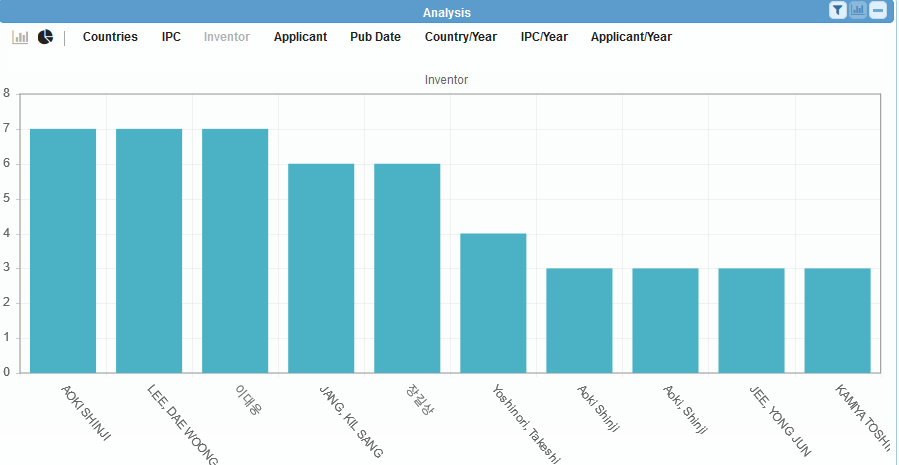 Analysis
Countries IPC Inventor Applicant Pub Date Country/Year IPC/Year Applicant/Year
Inventor
8
7
6
5
4
3
2
1
0
AOKI SHINJI
LEE, DAE WOONG
이대웅
JANG, KIL SANG
장길상
Yoshinori, Takeshi
Aoki Shinji
Aoki, Shinji
JEE, YONG JUN
KAMIYA TOSHI